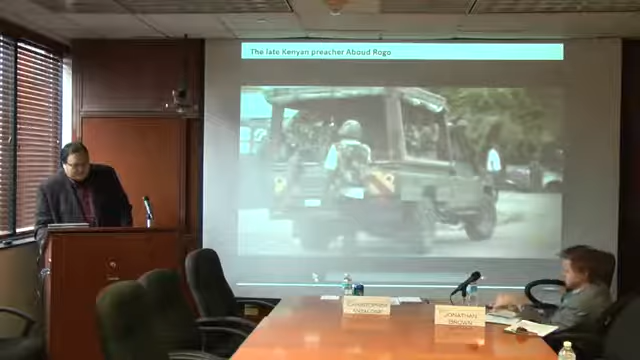 The late Kenyan preacher Aboud Rogo
CHRISTOPHER
JONATHAN
BROWN